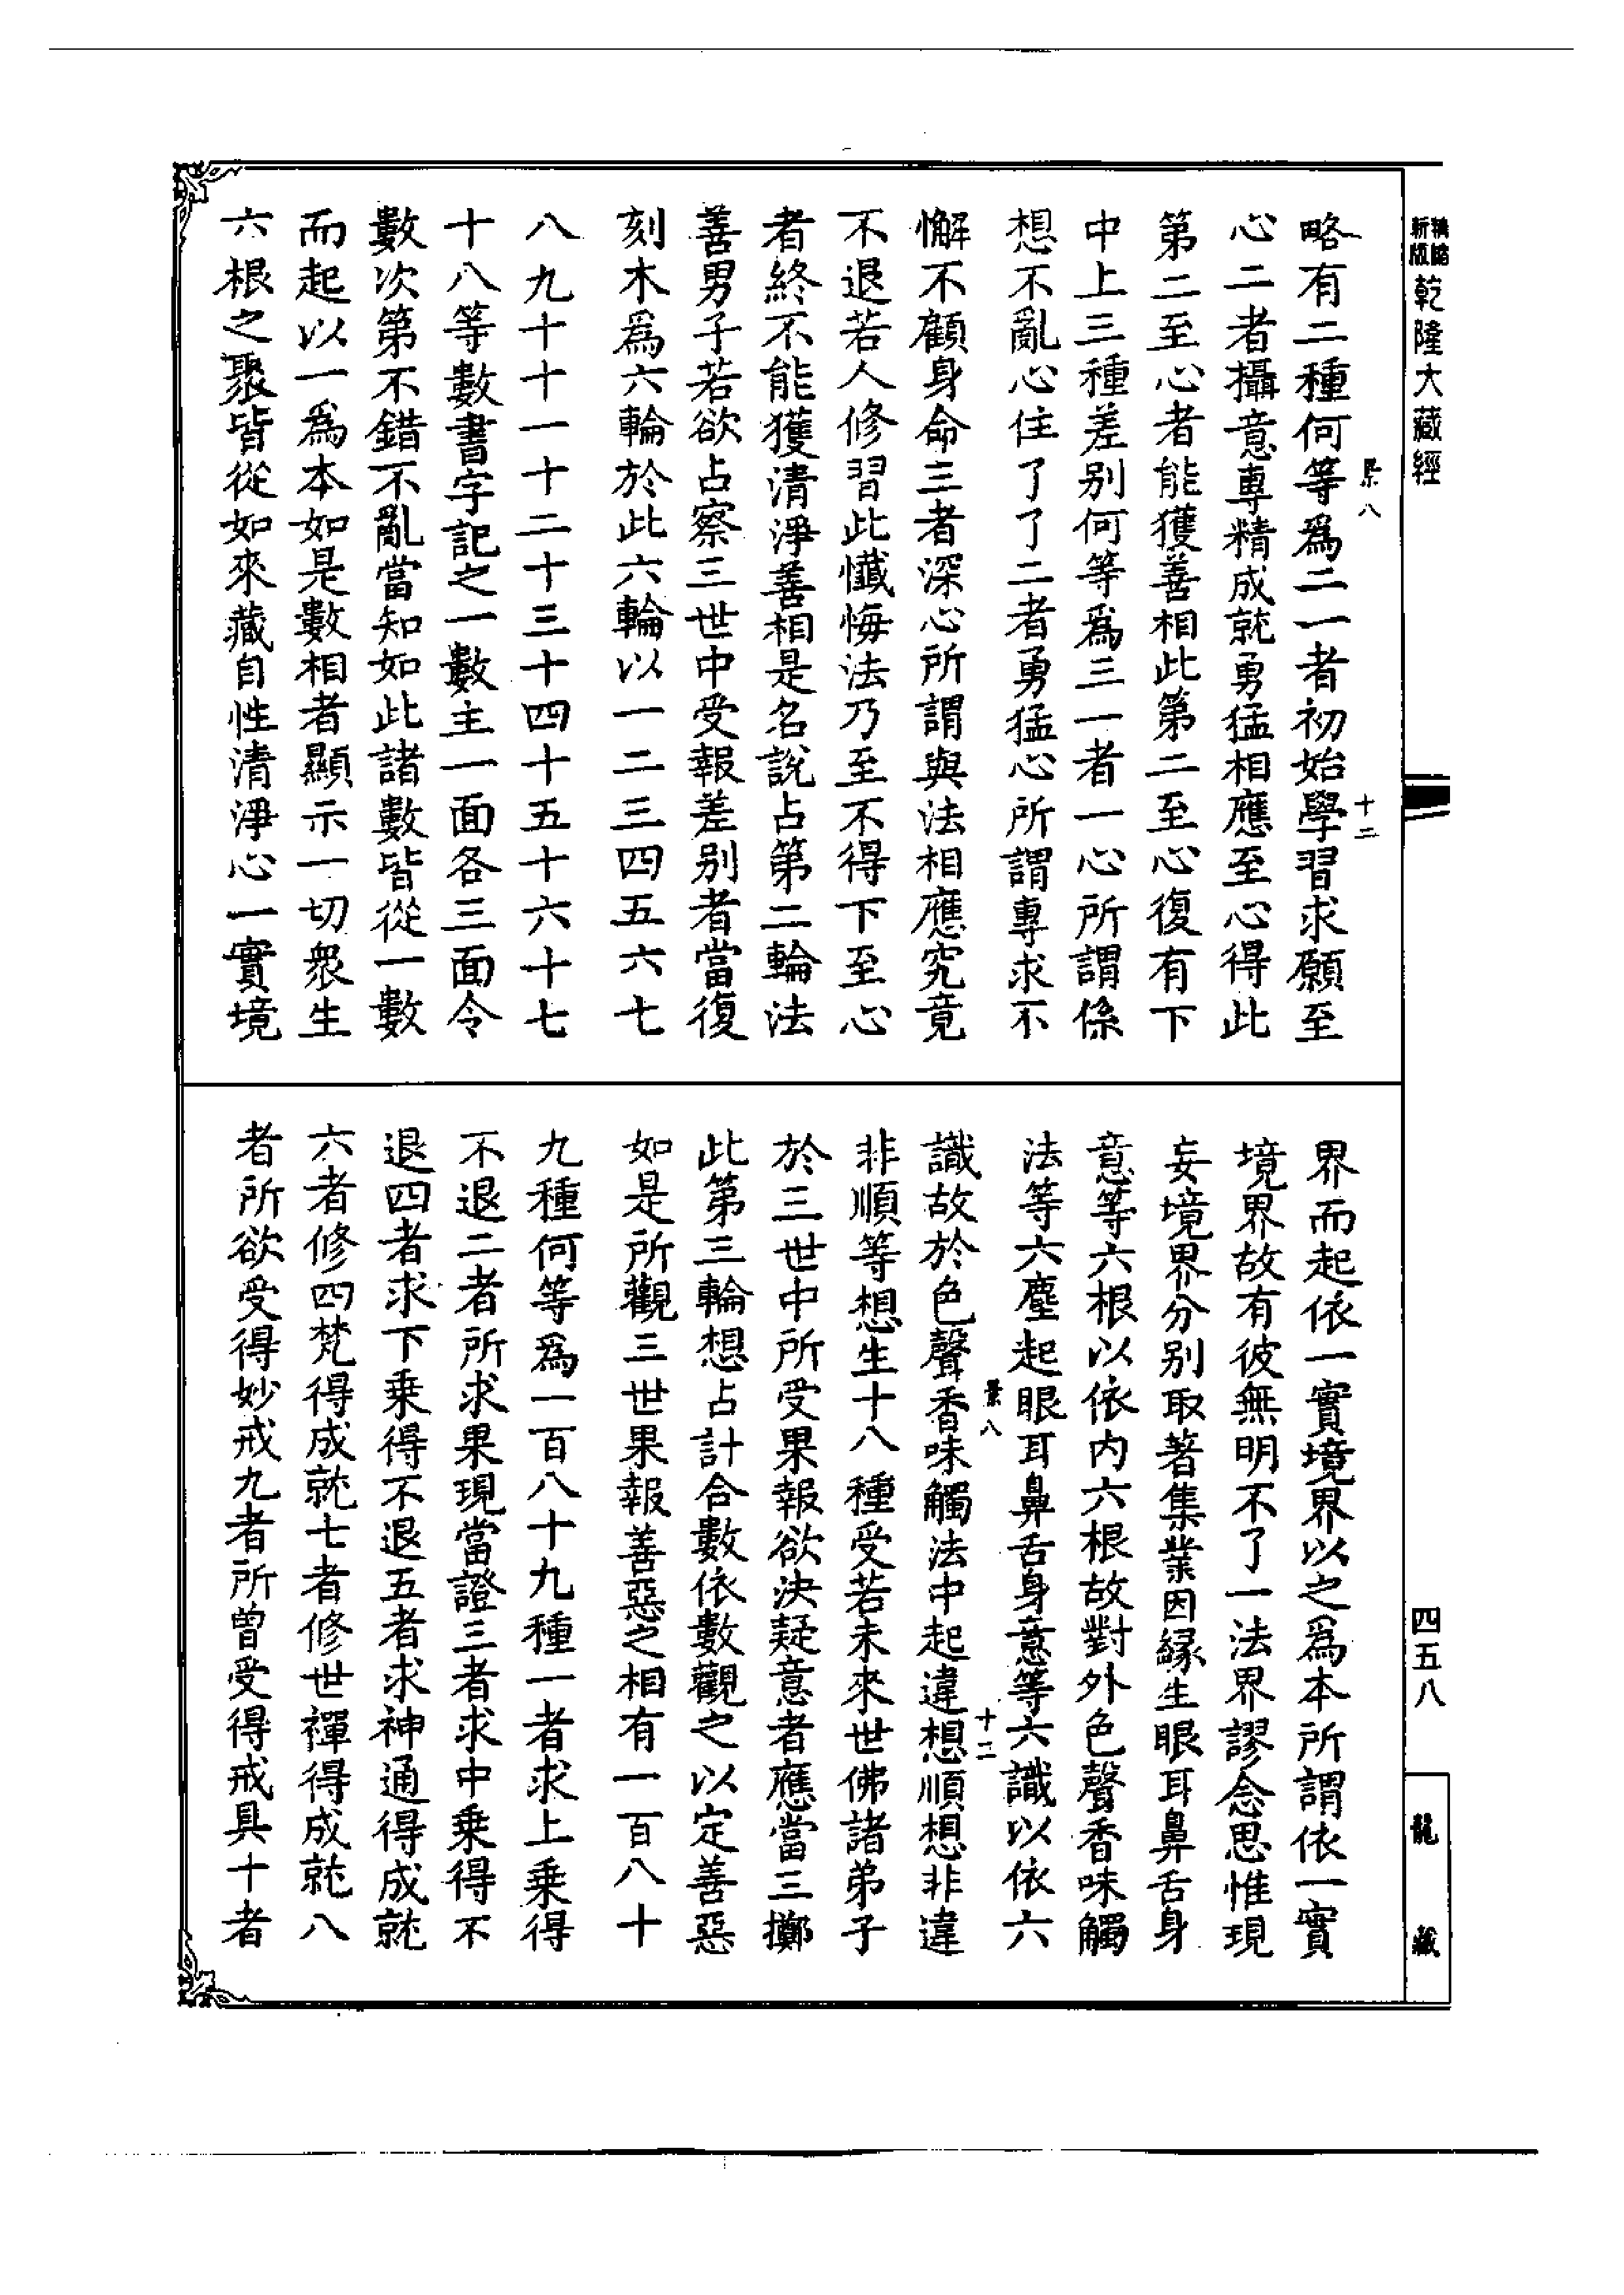 新版
精縮
乾隆大藏經
四五八
龍藏
景八
十二
略有二種何等為二一者初始學習求願至
心二者攝意專精成就勇猛相應至心得此
第二至心者能獲善相此第二至心復有下
中上三種差別何等為三一者一心所謂係
想不亂心住了了二者勇猛心所謂專求不
懈不顧身命三者深心所謂與法相應究竟
不退若人修習此懺悔法乃至不得下至心
者終不能獲清淨善相是名說占第二輪法
善男子若欲占察三世中受報差別者當復
刻木為六輪於此六輪以一二三四五六七
八九十十一十二十三十四十五十六十七
十八等數書字記之一數主一面各三面令
數次第不錯不亂當知如此諸數皆從一數
而起以一為本如是數相者顯示一切眾生
六根之聚皆從如來藏自性清淨心一實境
界而起依一實境界以之為本所謂依一實
境界故有彼無明不了一法界謬念思惟現
妄境界分別取著集業因緣生眼耳鼻舌身
意等六根以依內六根故對外色聲香味觸
法等六塵起眼耳鼻舌身意等六識以依六
景八
十二
識故於色聲香味觸法中起違想順想非違
非順等想生十八種受若未來世佛諸弟子
於三世中所受果報欲決疑意者應當三擲
此第三輪想占計合數依數觀之以定善惡
如是所觀三世果報善惡之相有一百八十
九種何等為一百八十九種一者求上乘得
不退二者所求果現當證三者求中乘得不
退四者求下乘得不退五者求神通得成就
六者修四梵得成就七者修世禪得成就八
者所欲受得妙戒九者所曾受得戒具十者